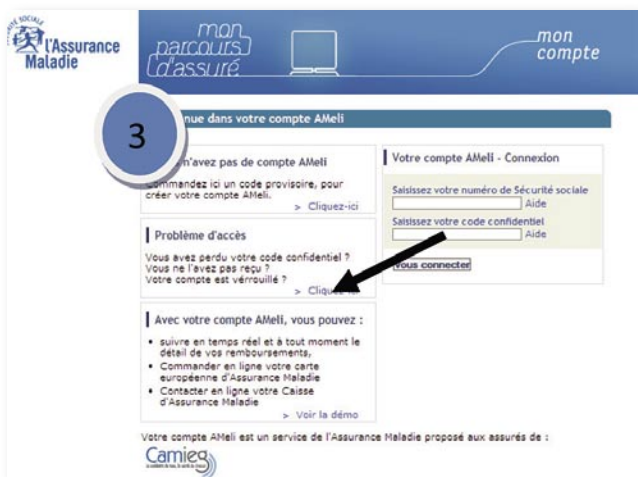 l'Assurance
Maladie
mon
parcours
d'assuré
mon
compte
3
nue dans votre compte AMeli
n'avez pas de compte AMeli
Commandez ici un code provisoire, pour
créer votre compte AMeli.
> Cliquez-ici
Problème d'accès
Vous avez perdu votre code confidentiel ?
Vous ne l'avez pas reçu ?
Votre compte est vérrouillé ?
> Cliquez-ici
Avec votre compte AMeli, vous pouvez :
• suivre en temps réel et à tout moment le
détail de vos remboursements,
• Commander en ligne votre carte
européenne d'Assurance Maladie
• Contacter en ligne votre Caisse
d'Assurance Maladie
> Voir la démo
Votre compte AMeli - Connexion
Saisissez votre numéro de Sécurité sociale
Aide
Saisissez votre code confidentiel
Aide
Vous connecter
Votre compte AMeli est un service de l'Assurance Maladie proposé aux assurés de :
Camieg